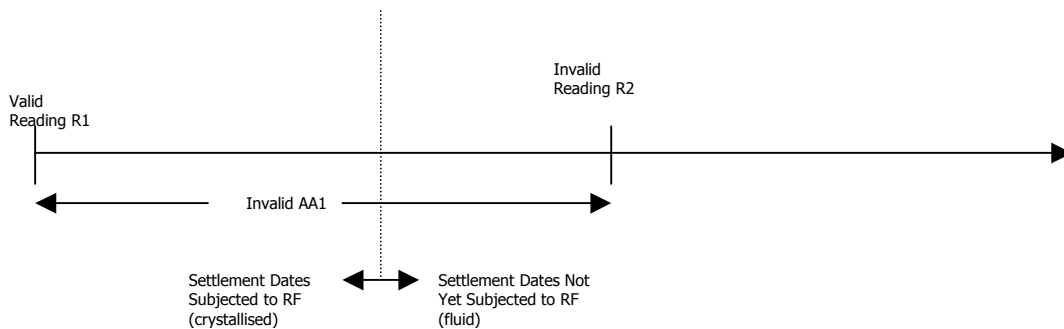 Invalid
Reading R2
Valid
Reading R1
Invalid AA1
Settlement Dates
Subjected to RF
(crystallised)
Settlement Dates Not
Yet Subjected to RF
(fluid)